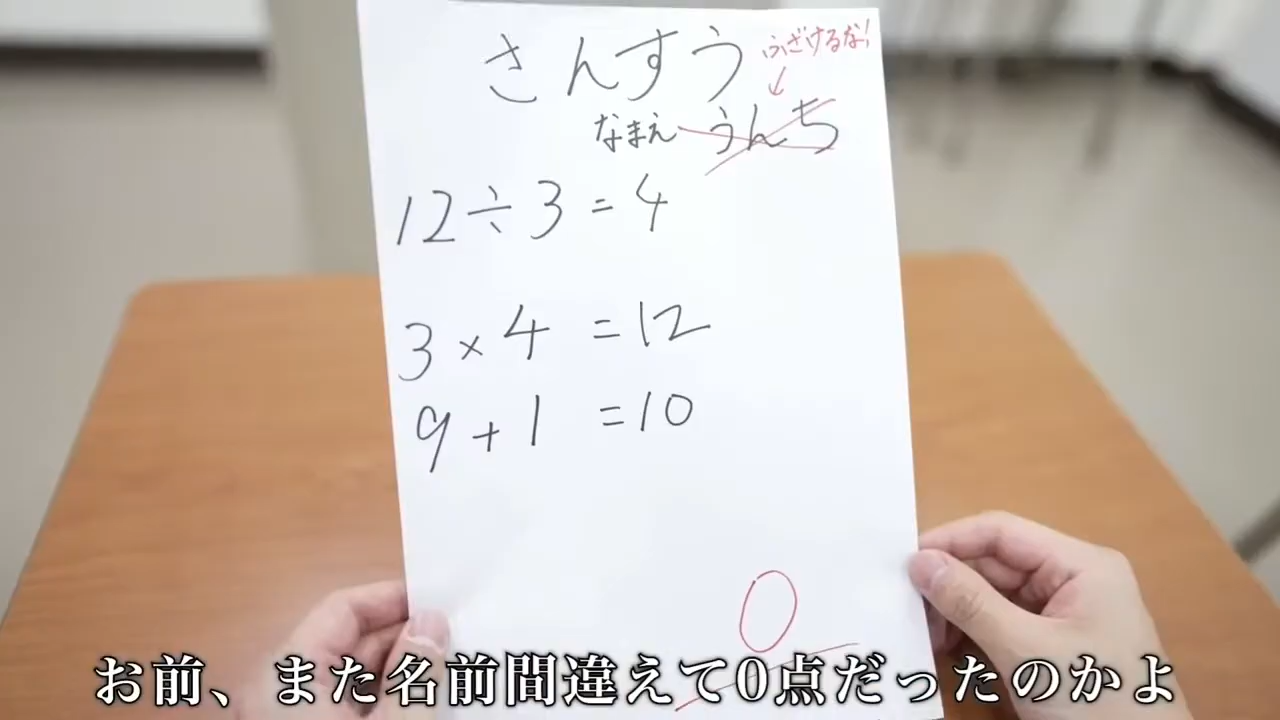 さんすう
ふざけるな!
なまえ うんち
12÷3=4
3×4=12
9+1=10
0
お前、また名前間違えて0点だったのかよ